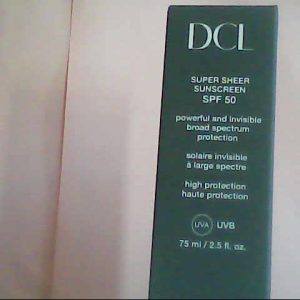 DCL
SUPER SHEER
SUNSCREEN
SPF 50
powerful and invisible
broad spectrum
protection
solaire invisible
à large spectre
high protection
haute protection
UVA UVB
75 ml / 2.5 fl. oz.